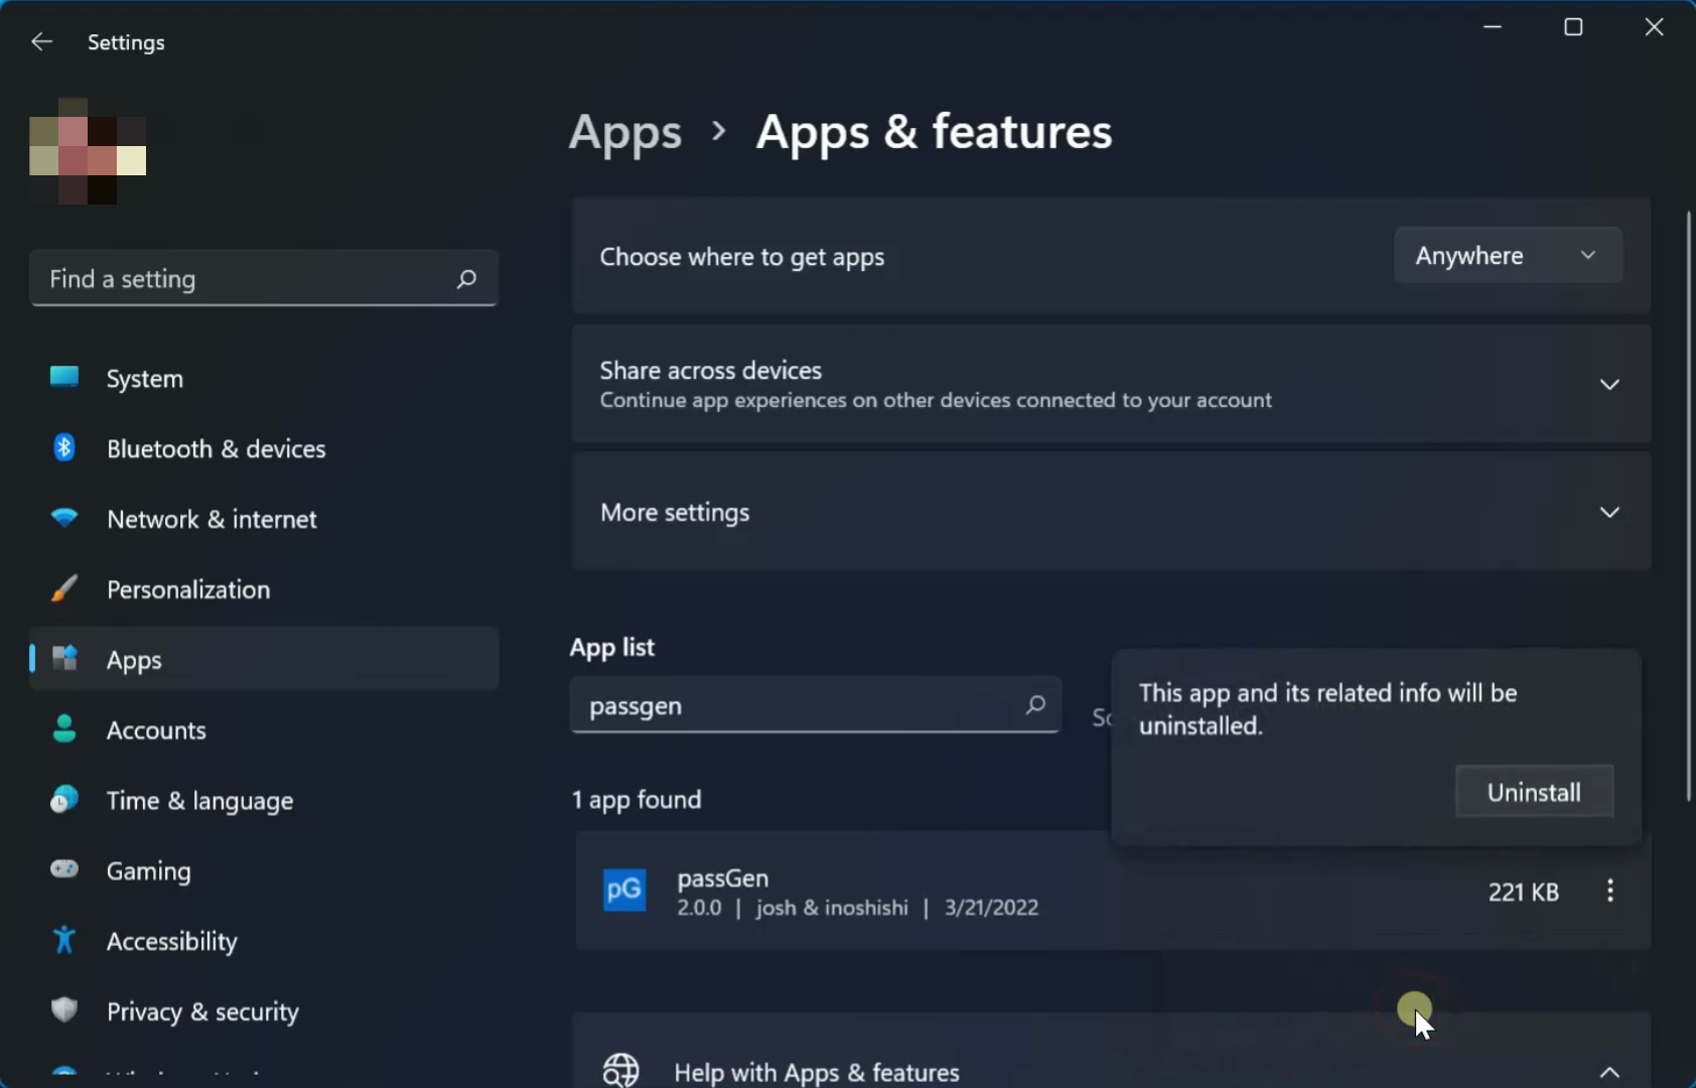 Settings
Find a setting
System
Bluetooth & devices
Network & internet
Personalization
Apps
Accounts
Time & language
Gaming
Accessibility
Privacy & security
Apps > Apps & features
Choose where to get apps
Anywhere
Share across devices
Continue app experiences on other devices connected to your account
More settings
App list
passgen
This app and its related info will be
uninstalled.
Uninstall
1 app found
pG
passGen
2.0.0 | josh & inoshishi | 3/21/2022
221 KB
Help with Apps & features